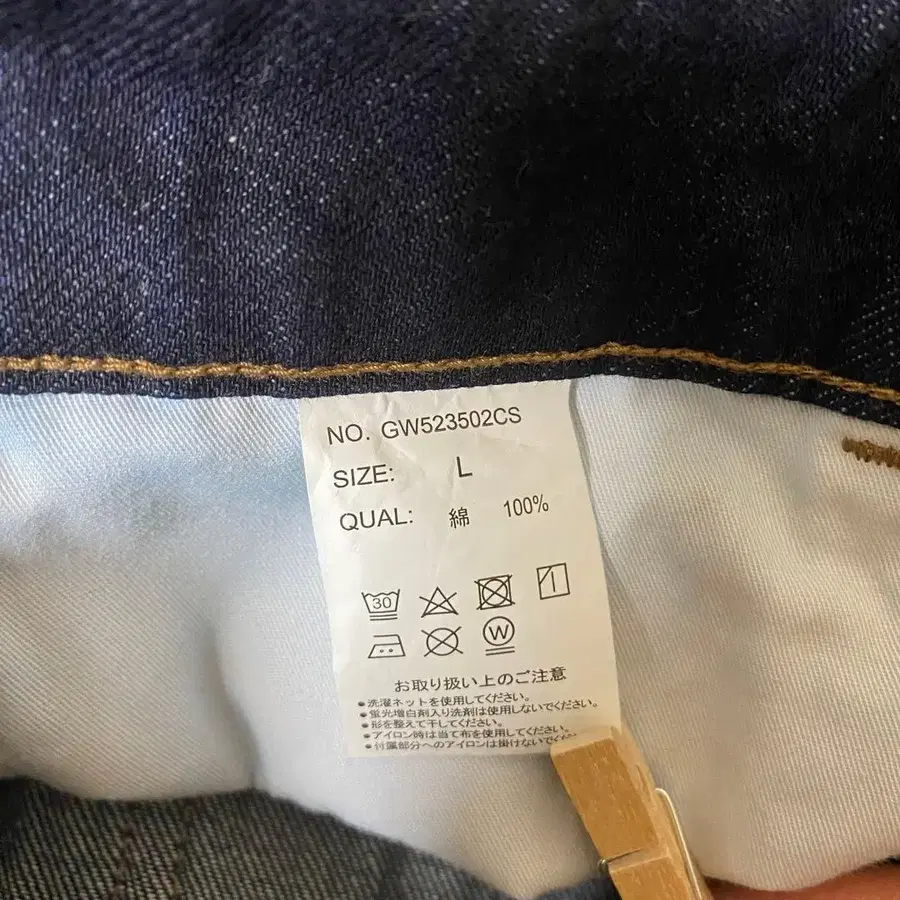 NO. GW523502CS
SIZE: L
QUAL: 綿 100%
30
W
お取り扱い上のご注意
●洗濯ネットを使用してください。
●蛍光増白剤入り洗剤は使用しないでください。
●形を整えて干してください。
●アイロン時は当て布を使用してください。
●付属部分へのアイロンは掛けないで